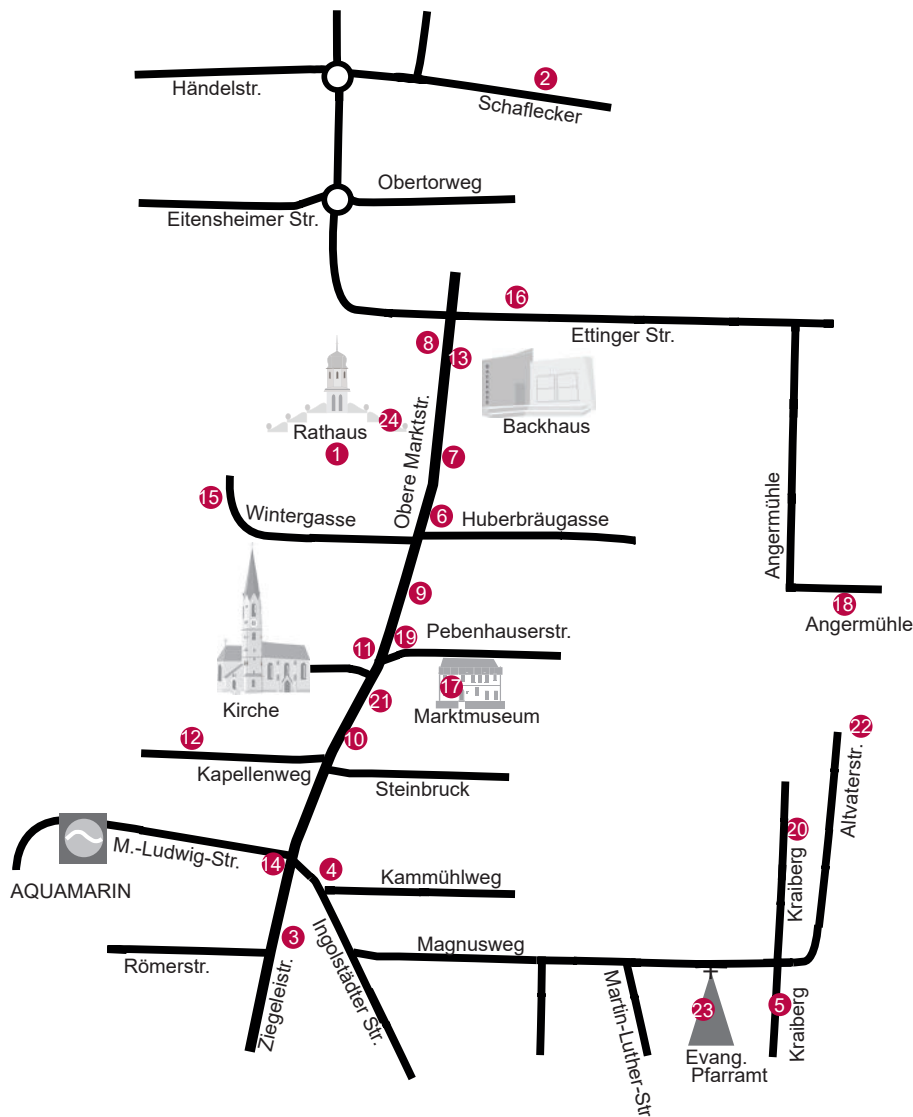 2
Händelstr.
Schaflecker
Obertorweg
Eitensheimer Str.
16
Ettinger Str.
8
13
24
Rathaus
1
Backhaus
Obere Marktstr.
7
15
6
Wintergasse
Huberbräugasse
Angermühle
9
18
Angermühle
19
Pebenhauserstr.
11
17
21
Kirche
Marktmuseum
12
10
22
Kapellenweg
Steinbruck
Altvaterstr.
20
Kraiberg
M.-Ludwig-Str.
14
4
AQUAMARIN
Kammühlweg
3
Ingolstädter Str.
Magnusweg
Römerstr.
Ziegeleistr.
Martin-Luther-Str
23
5
Kraiberg
Evang.
Pfarramt